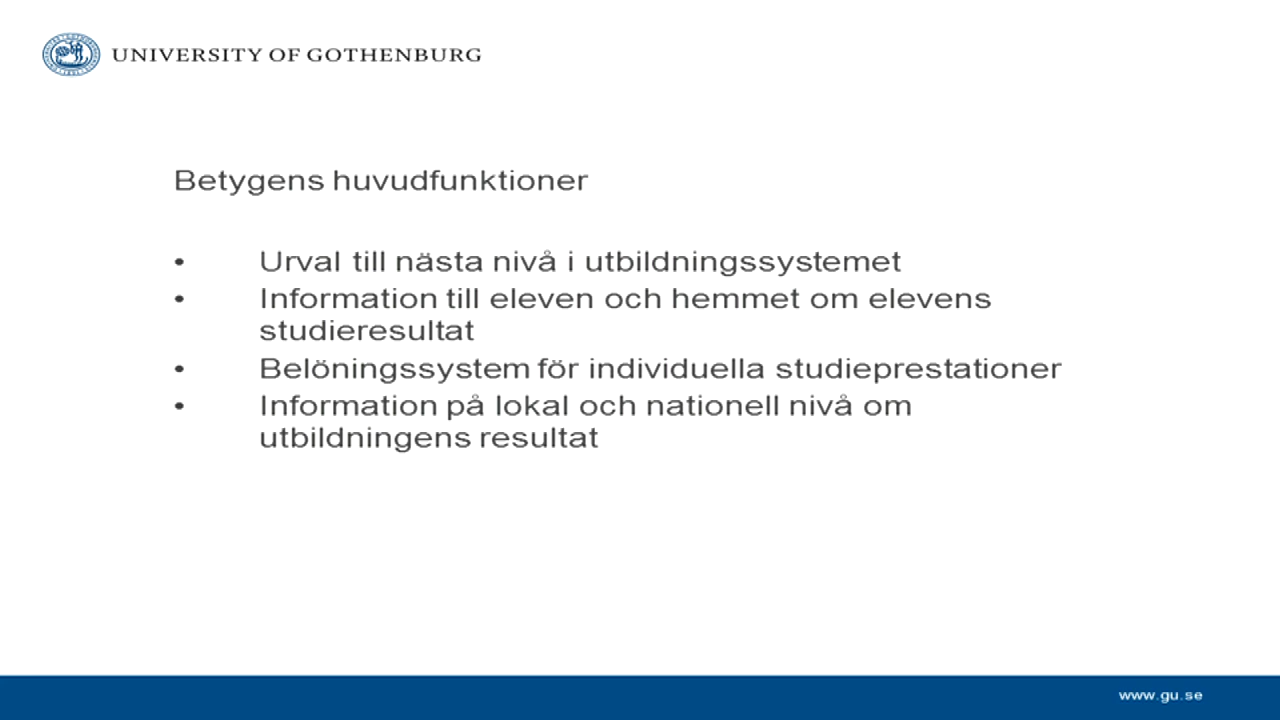 UNIVERSITY OF GOTHENBURG
Betygens huvudfunktioner
• Urval till nästa nivå i utbildningssystemet
• Information till eleven och hemmet om elevens
studieresultat
• Belöningssystem för individuella studieprestationer
• Information på lokal och nationell nivå om
utbildningens resultat
www.gu.se